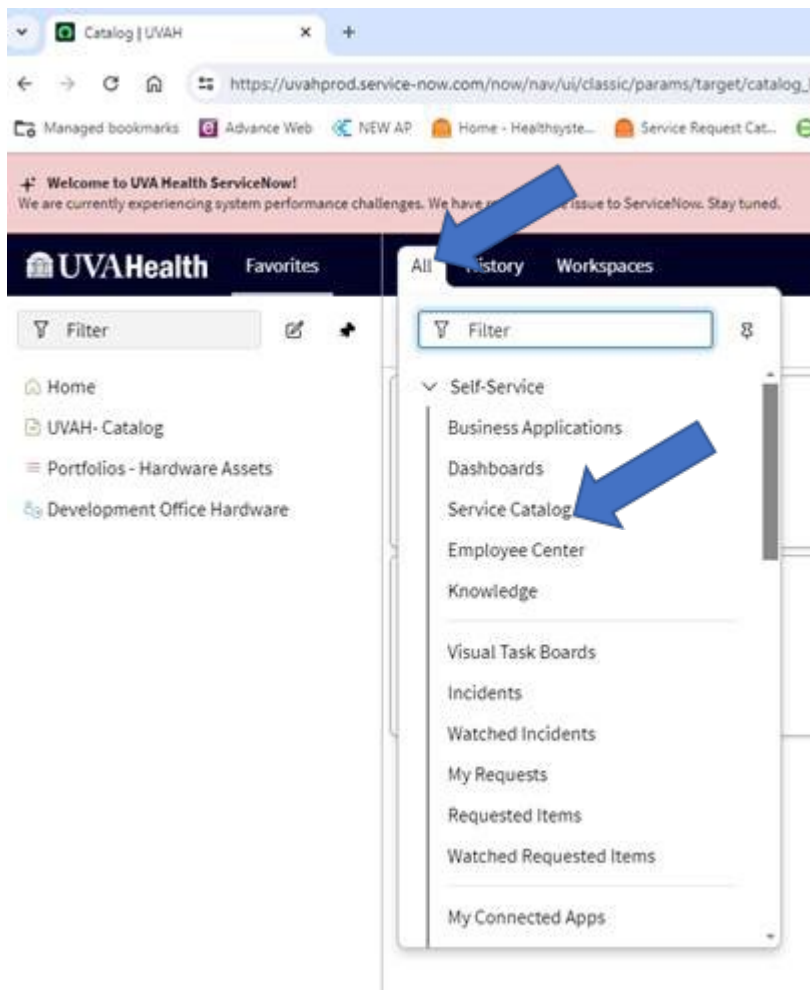 Catalog | UVAH
https://uvahprod.service-now.com/now/nav/ui/classic/params/target/catalog_
Managed bookmarks Advance Web NEW AP Home - Healthsyste... Service Request Cat...
Welcome to UVA Health ServiceNow!
We are currently experiencing system performance challenges. We have issue to ServiceNow. Stay tuned.
UVAHealth Favorites All History Workspaces
Filter
Home
UVAH- Catalog
Portfolios - Hardware Assets
Development Office Hardware
Filter
Self-Service
Business Applications
Dashboards
Service Catalog
Employee Center
Knowledge
Visual Task Boards
Incidents
Watched Incidents
My Requests
Requested Items
Watched Requested Items
My Connected Apps